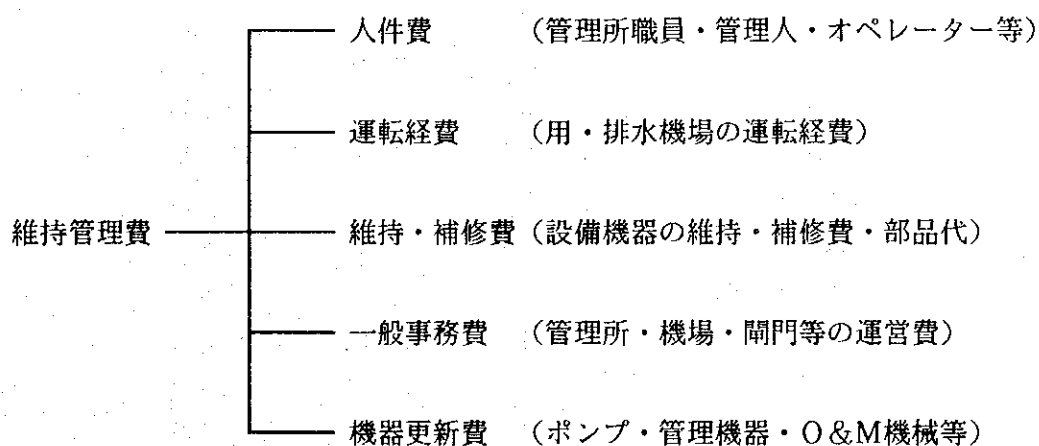 人件費 （管理所職員・管理人・オペレーター等）
運転経費 （用・排水機場の運転経費）
維持管理費 維持・補修費（設備機器の維持・補修費・部品代）
一般事務費 （管理所・機場・閘門等の運営費）
機器更新費 （ポンプ・管理機器・O＆M機械等）